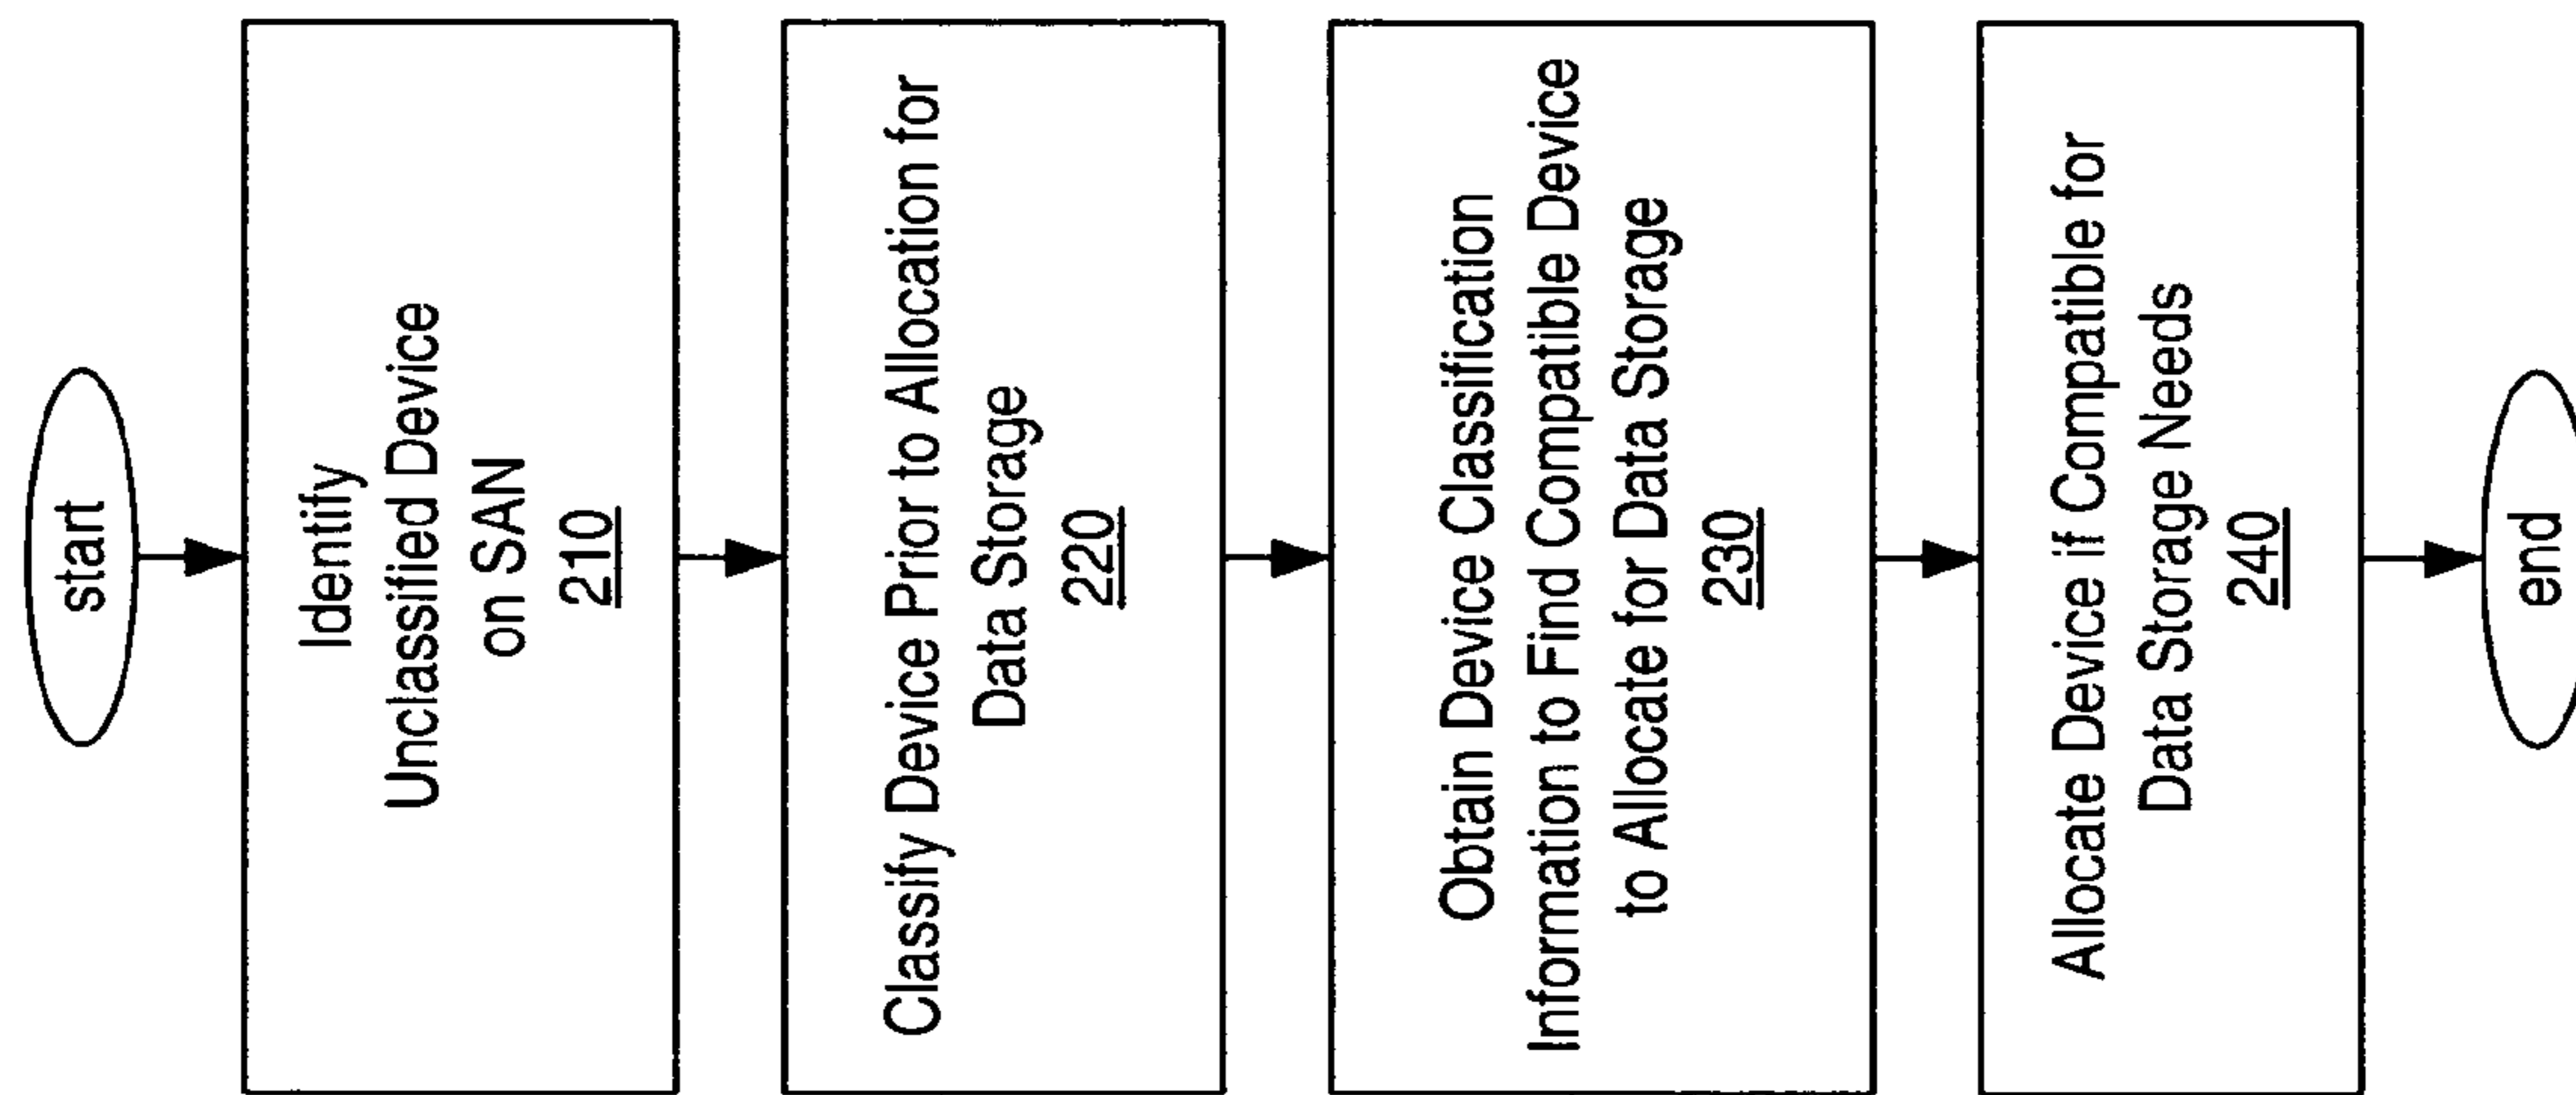 start
Identify
Unclassified Device
on SAN
210
Classify Device Prior to Allocation for
Data Storage
220
Obtain Device Classification
Information to Find Compatible Device
to Allocate for Data Storage
230
Allocate Device if Compatible for
Data Storage Needs
240
end